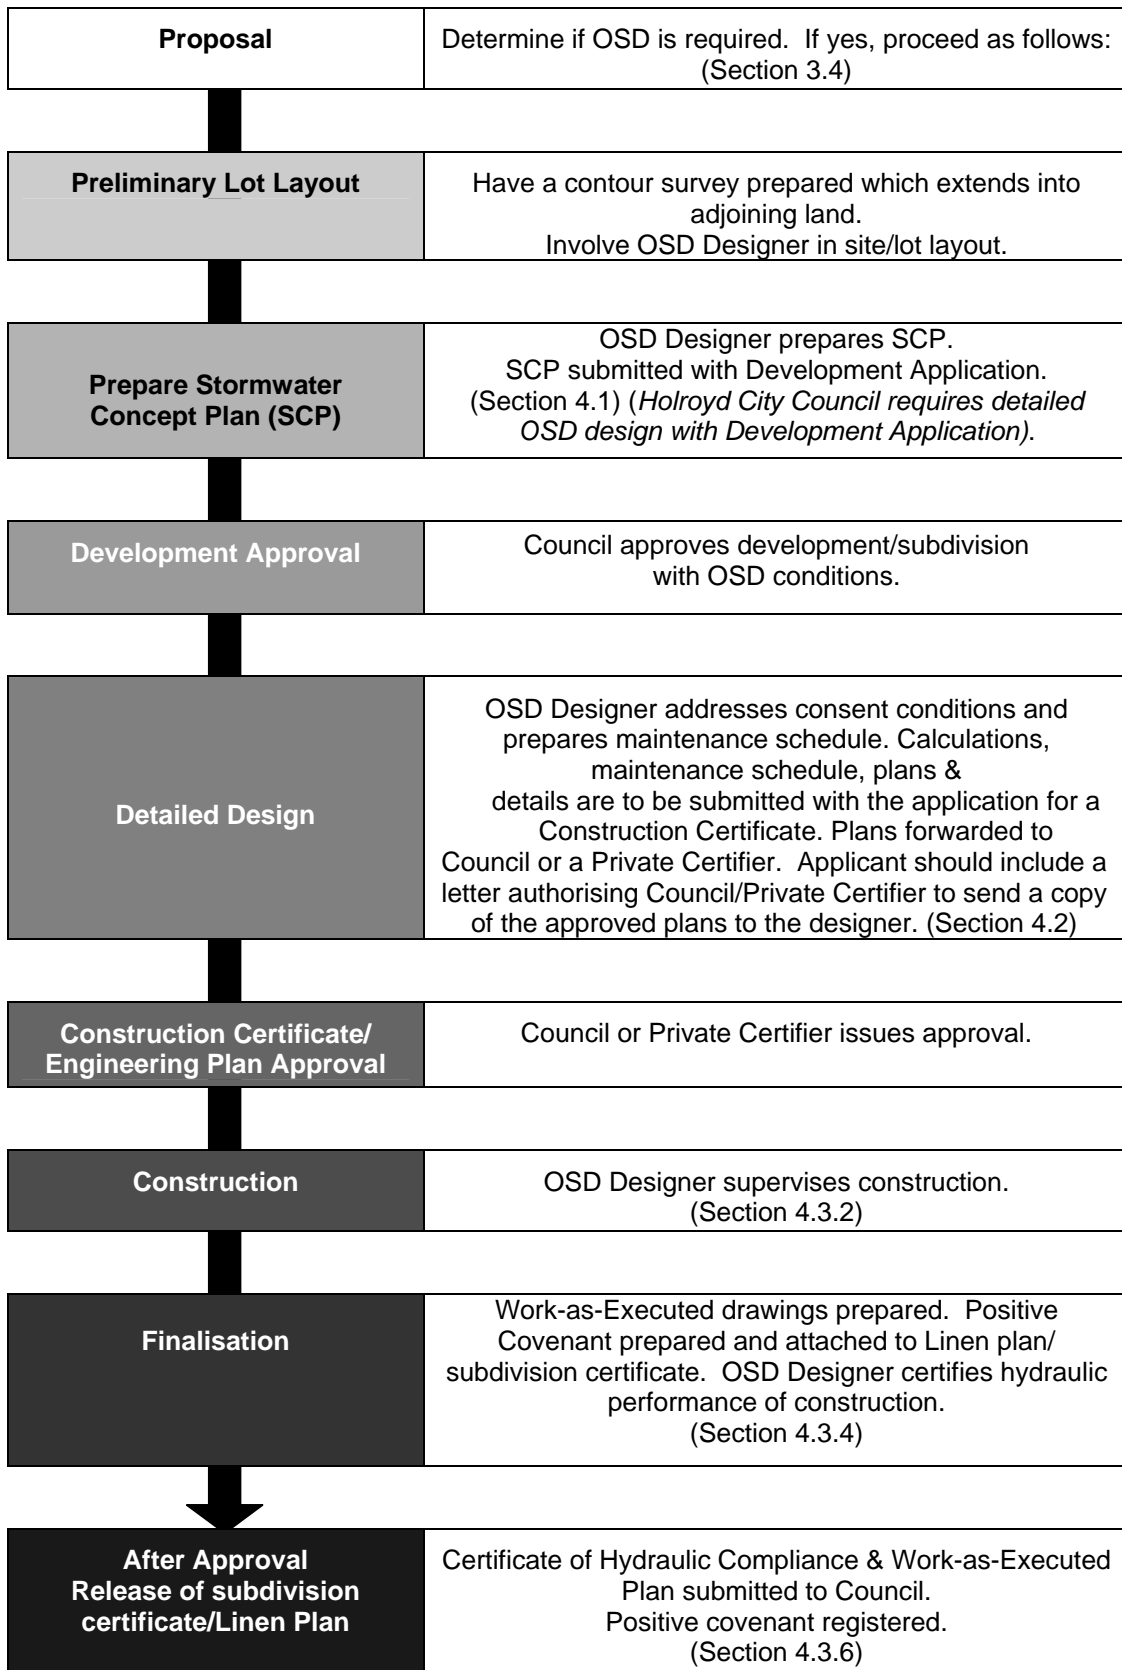 Proposal
Determine if OSD is required. If yes, proceed as follows:
(Section 3.4)
Preliminary Lot Layout
Have a contour survey prepared which extends into
adjoining land.
Involve OSD Designer in site/lot layout.
Prepare Stormwater
Concept Plan (SCP)
OSD Designer prepares SCP.
SCP submitted with Development Application.
(Section 4.1) (Holroyd City Council requires detailed
OSD design with Development Application).
Development Approval
Council approves development/subdivision
with OSD conditions.
Detailed Design
OSD Designer addresses consent conditions and
prepares maintenance schedule. Calculations,
maintenance schedule, plans &
details are to be submitted with the application for a
Construction Certificate. Plans forwarded to
Council or a Private Certifier. Applicant should include a
letter authorising Council/Private Certifier to send a copy
of the approved plans to the designer. (Section 4.2)
Construction Certificate/
Engineering Plan Approval
Council or Private Certifier issues approval.
Construction
OSD Designer supervises construction.
(Section 4.3.2)
Finalisation
Work-as-Executed drawings prepared. Positive
Covenant prepared and attached to Linen plan/
subdivision certificate. OSD Designer certifies hydraulic
performance of construction.
(Section 4.3.4)
After Approval
Release of subdivision
certificate/Linen Plan
Certificate of Hydraulic Compliance & Work-as-Executed
Plan submitted to Council.
Positive covenant registered.
(Section 4.3.6)